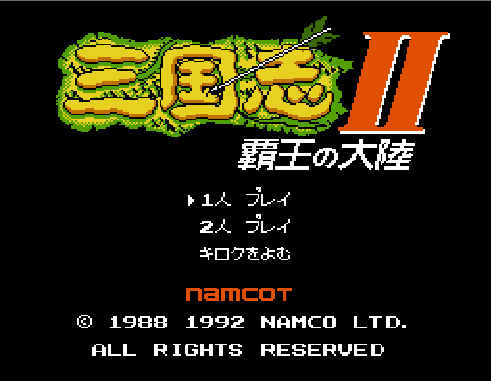 三国志II
覇王の大陸
1人 プレイ
2人 プレイ
キロクをよむ
namcot
© 1988 1992 NAMCO LTD.
ALL RIGHTS RESERVED